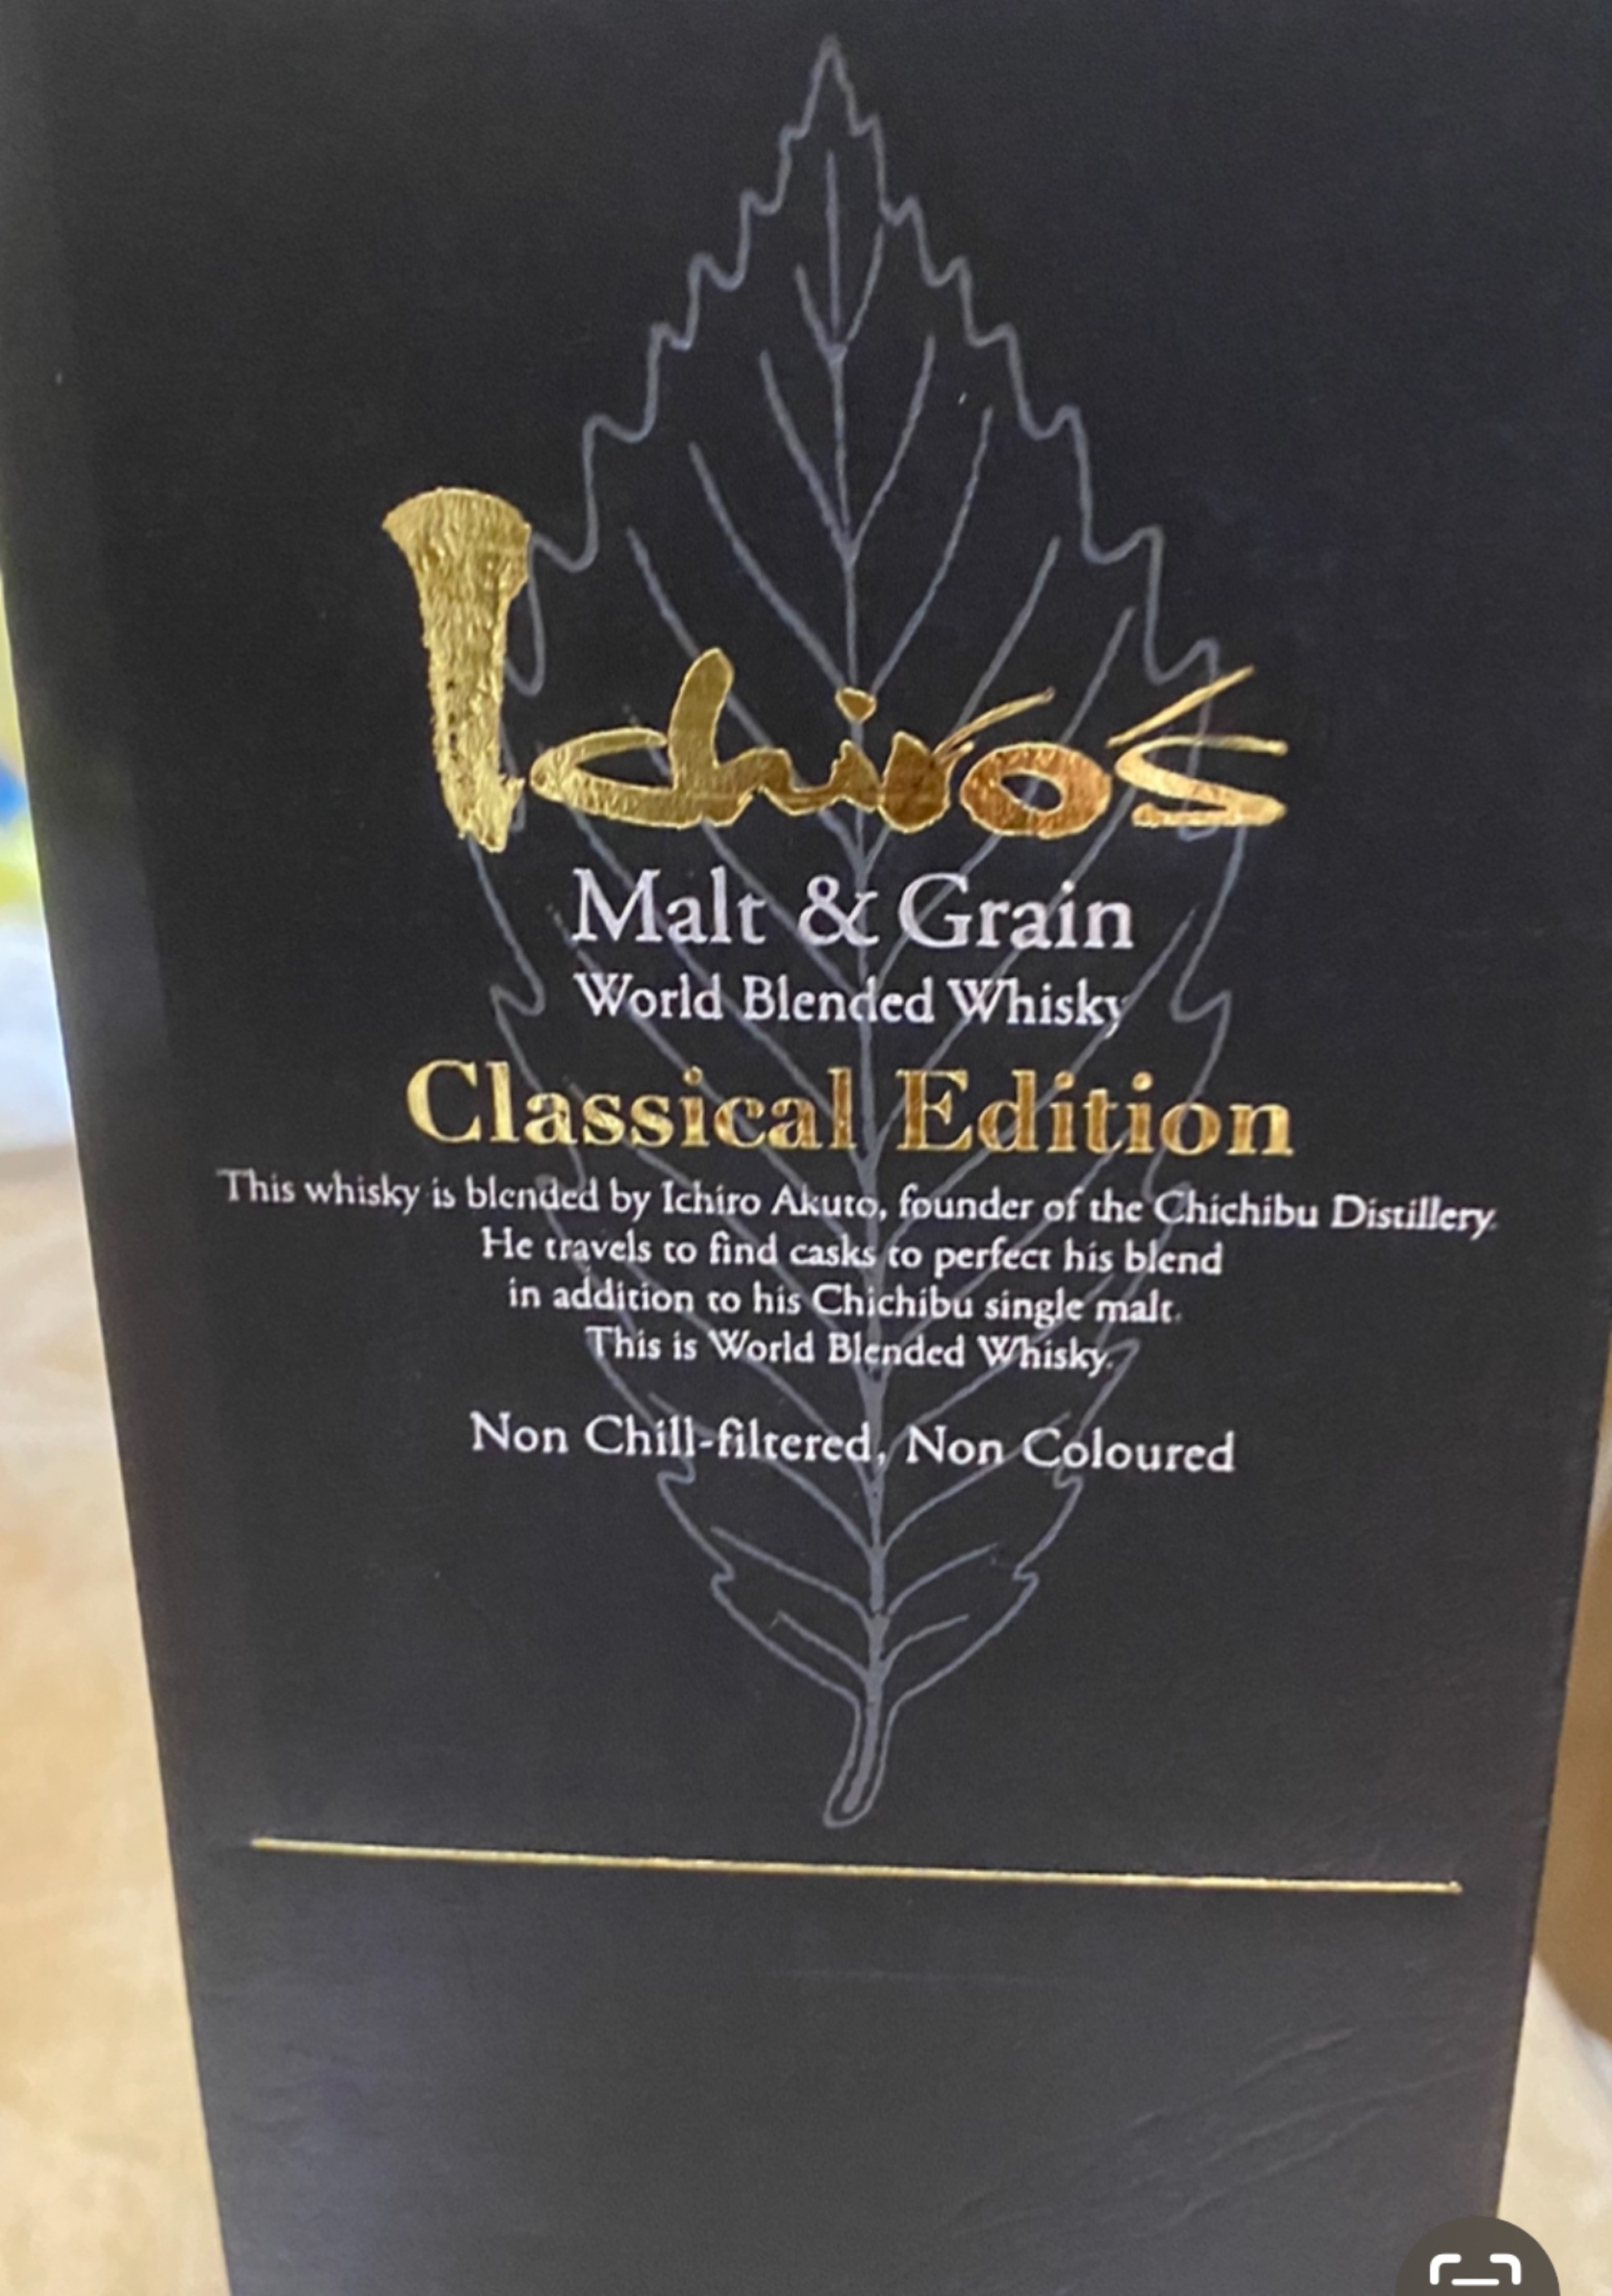 Ichiro's
Malt & Grain
World Blended Whisky
Classical Edition
This whisky is blended by Ichiro Akuto, founder of the Chichibu Distillery.
He travels to find casks to perfect his blend
in addition to his Chichibu single malt.
This is World Blended Whisky.
Non Chill-filtered, Non Coloured